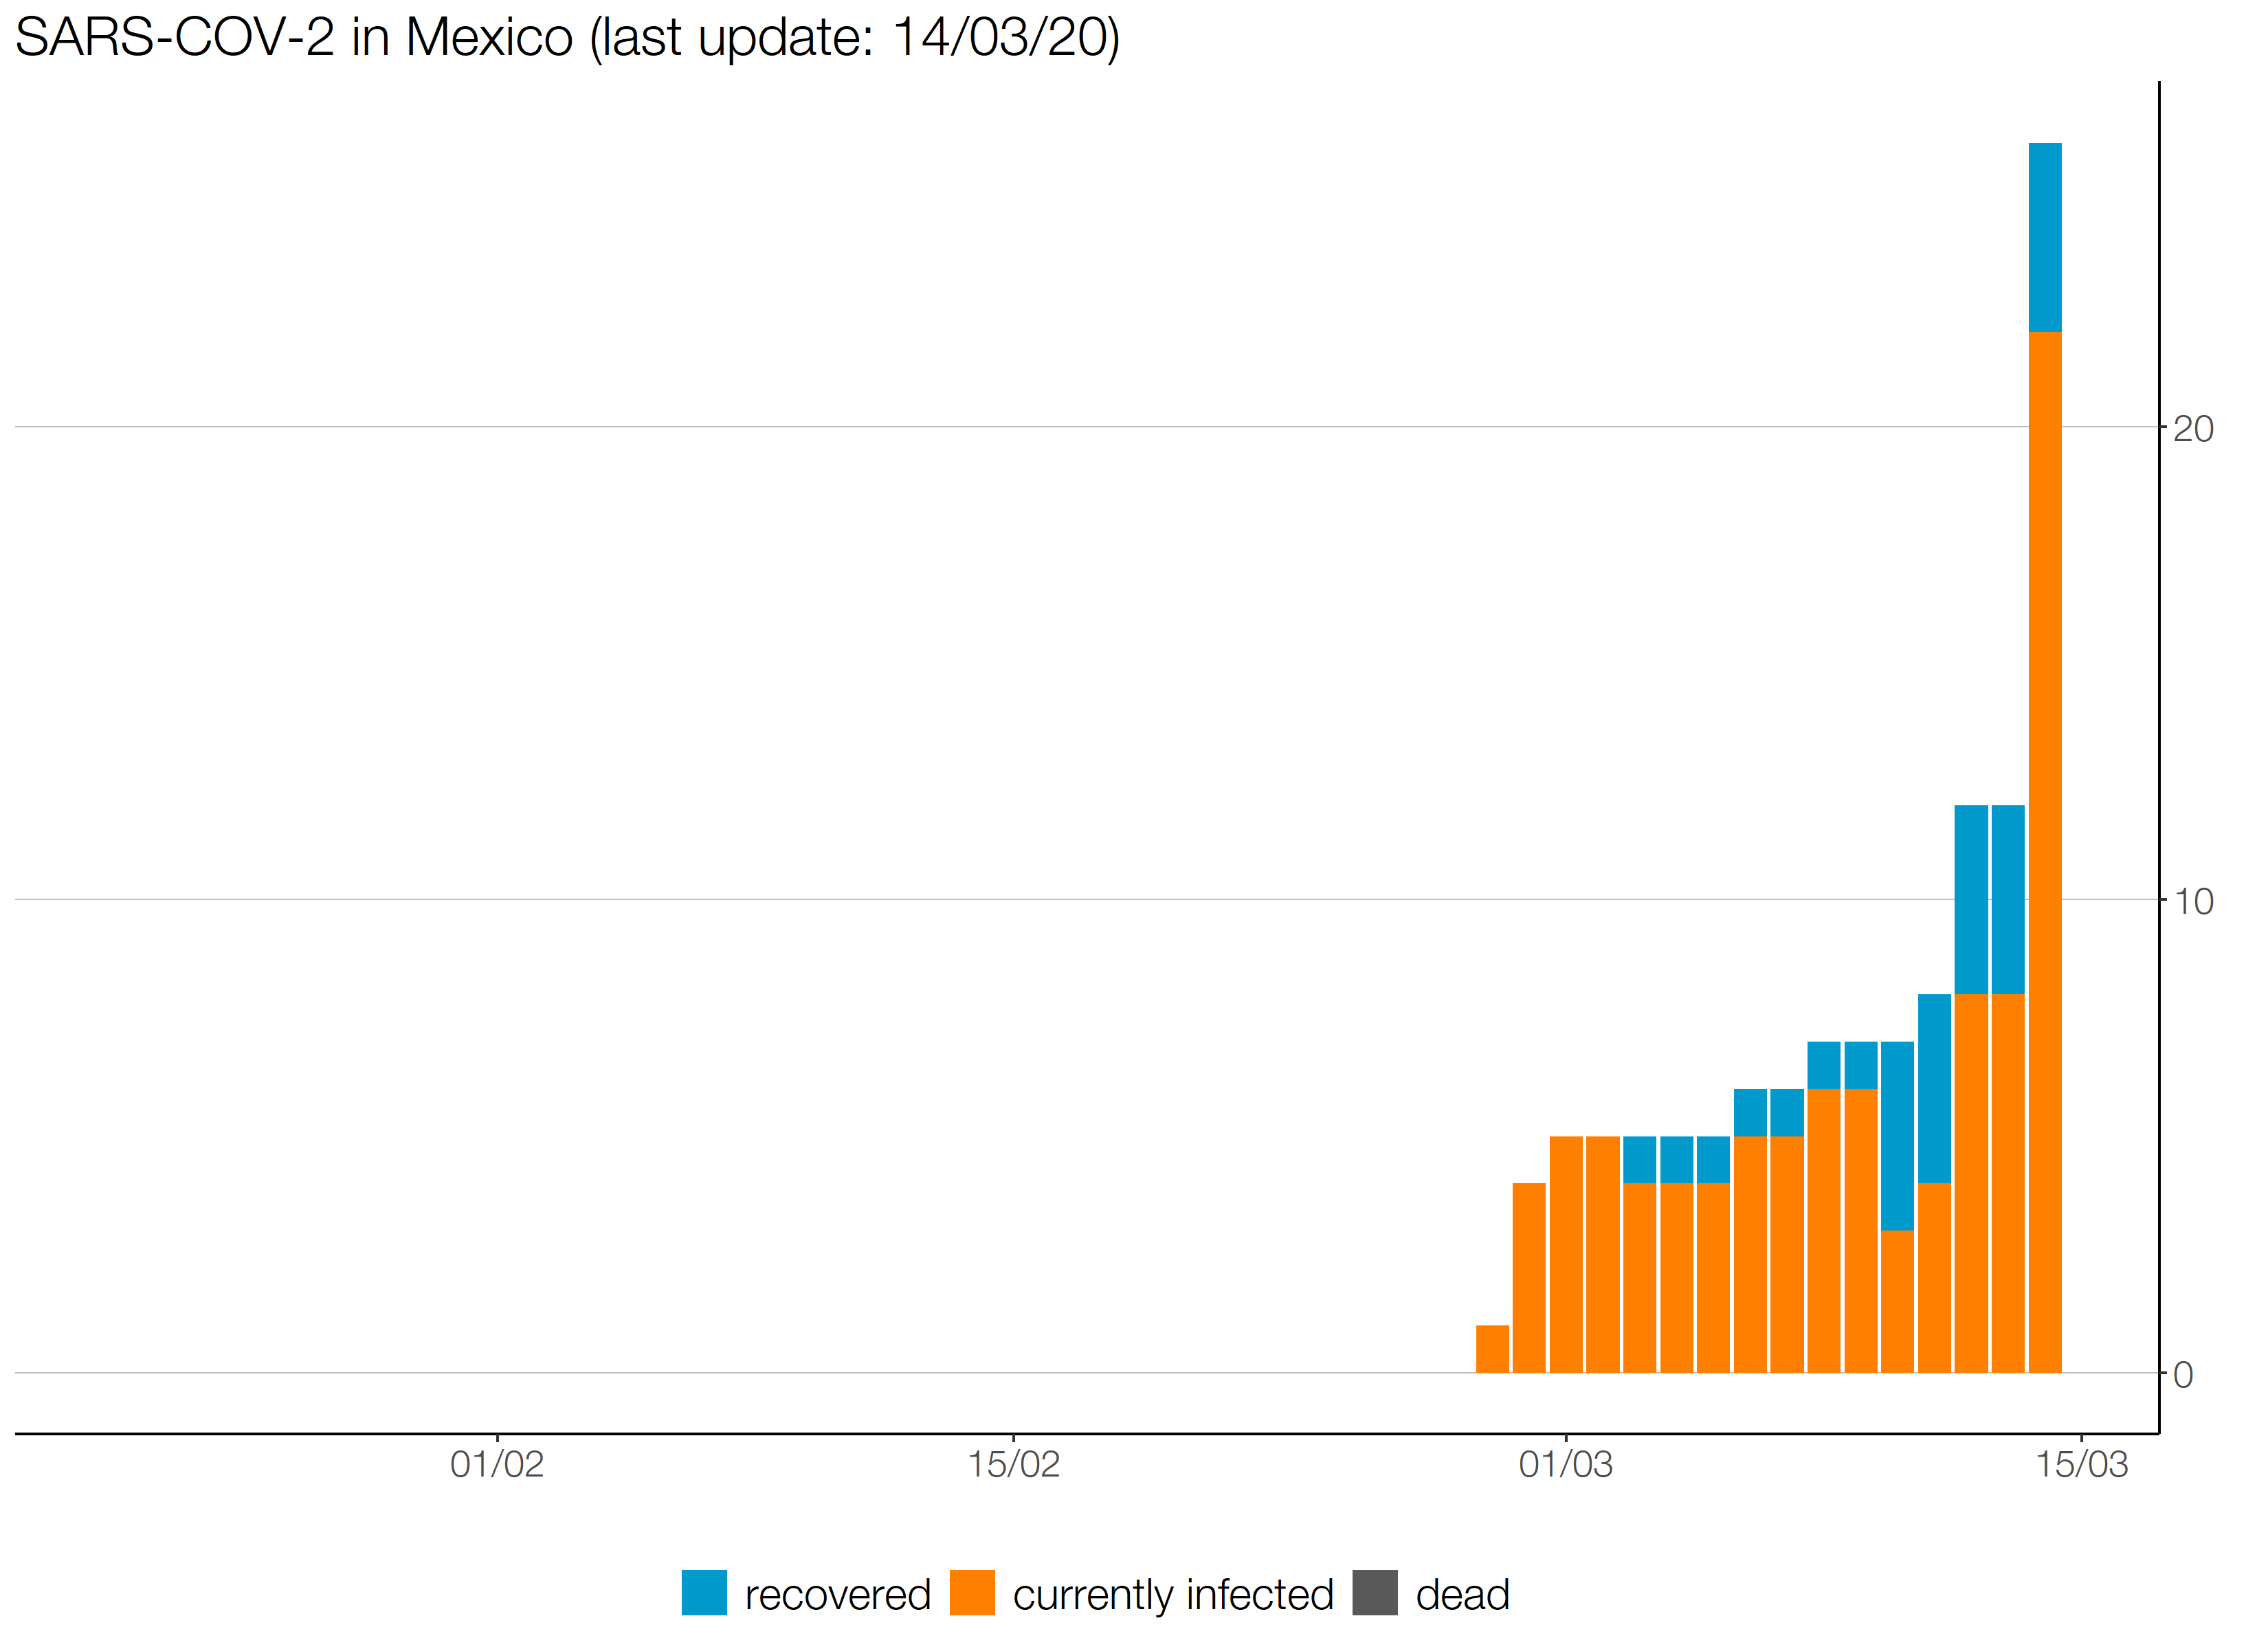 SARS-COV-2 in Mexico (last update: 14/03/20)
20
10
0
01/02 15/02 01/03 15/03
recovered currently infected dead